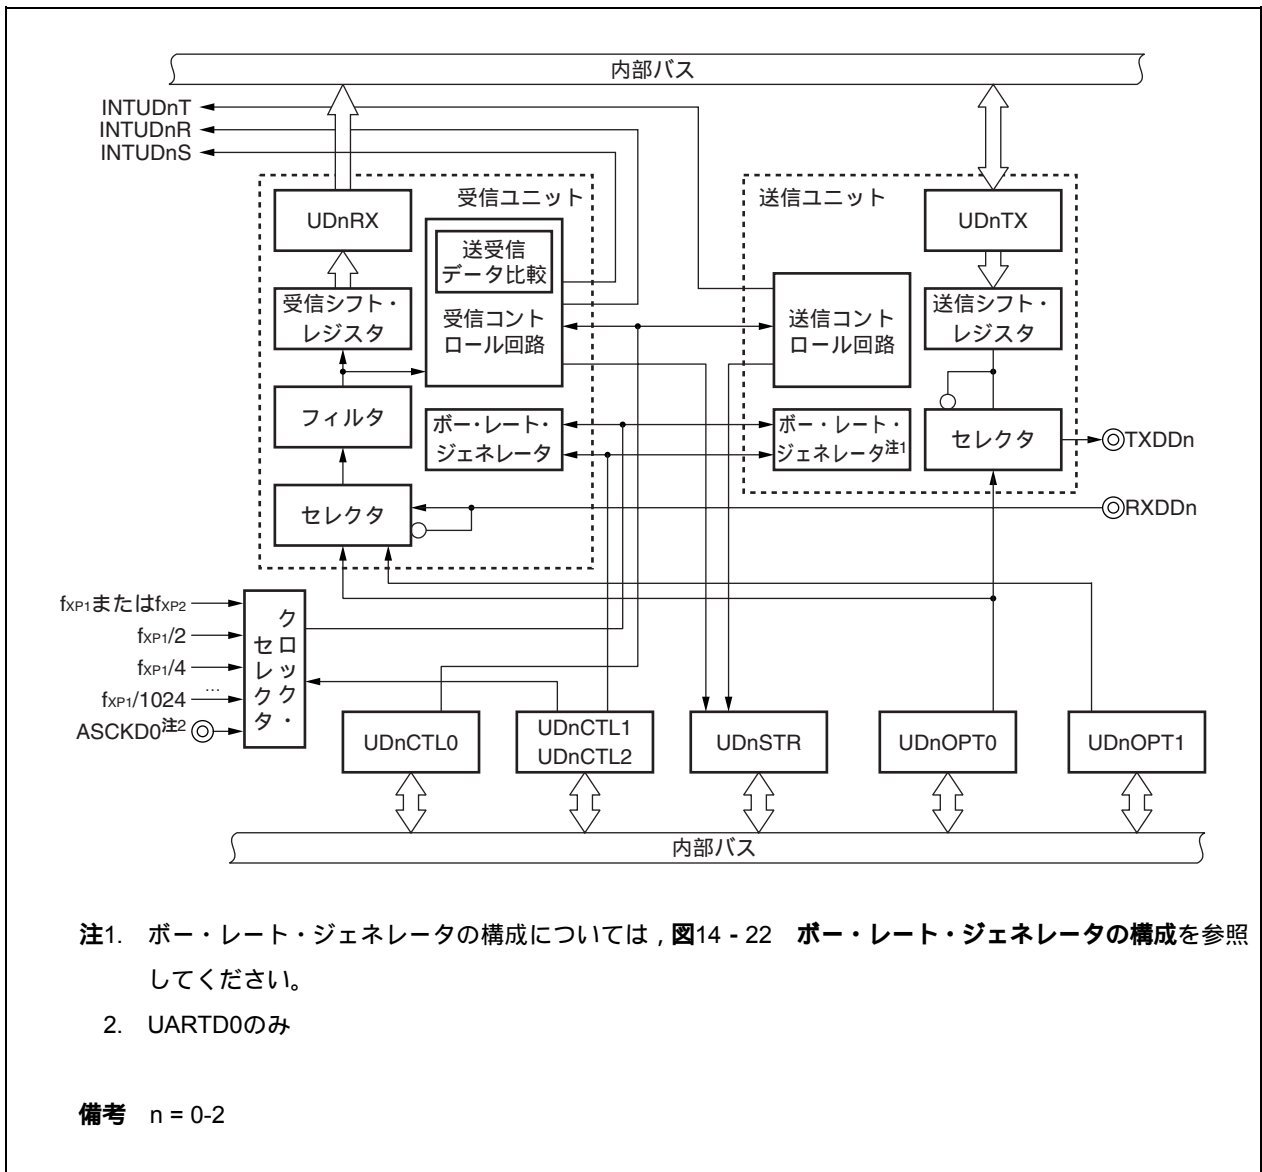 内部バス
INTUDnT
INTUDnR
INTUDnS
受信ユニット
送信ユニット
UDnRX
UDnTX
送受信
データ比較
受信シフト・
レジスタ
受信コント
ロール回路
送信コント
ロール回路
送信シフト・
レジスタ
フィルタ
ボー・レート・
ジェネレータ
ボー・レート・
ジェネレータ注1
セレクタ
TXDDn
セレクタ
RXDDn
fXP1またはfXP2
fXP1/2
fXP1/4
…
fXP1/1024
ASCKD0注2
クロック・
セレクタ
UDnCTL0
UDnCTL1
UDnCTL2
UDnSTR
UDnOPT0
UDnOPT1
内部バス
注1. ボー・レート・ジェネレータの構成については,図14‐22 ボー・レート・ジェネレータの構成を参照
してください。
2. UARTD0のみ
備考 n = 0-2